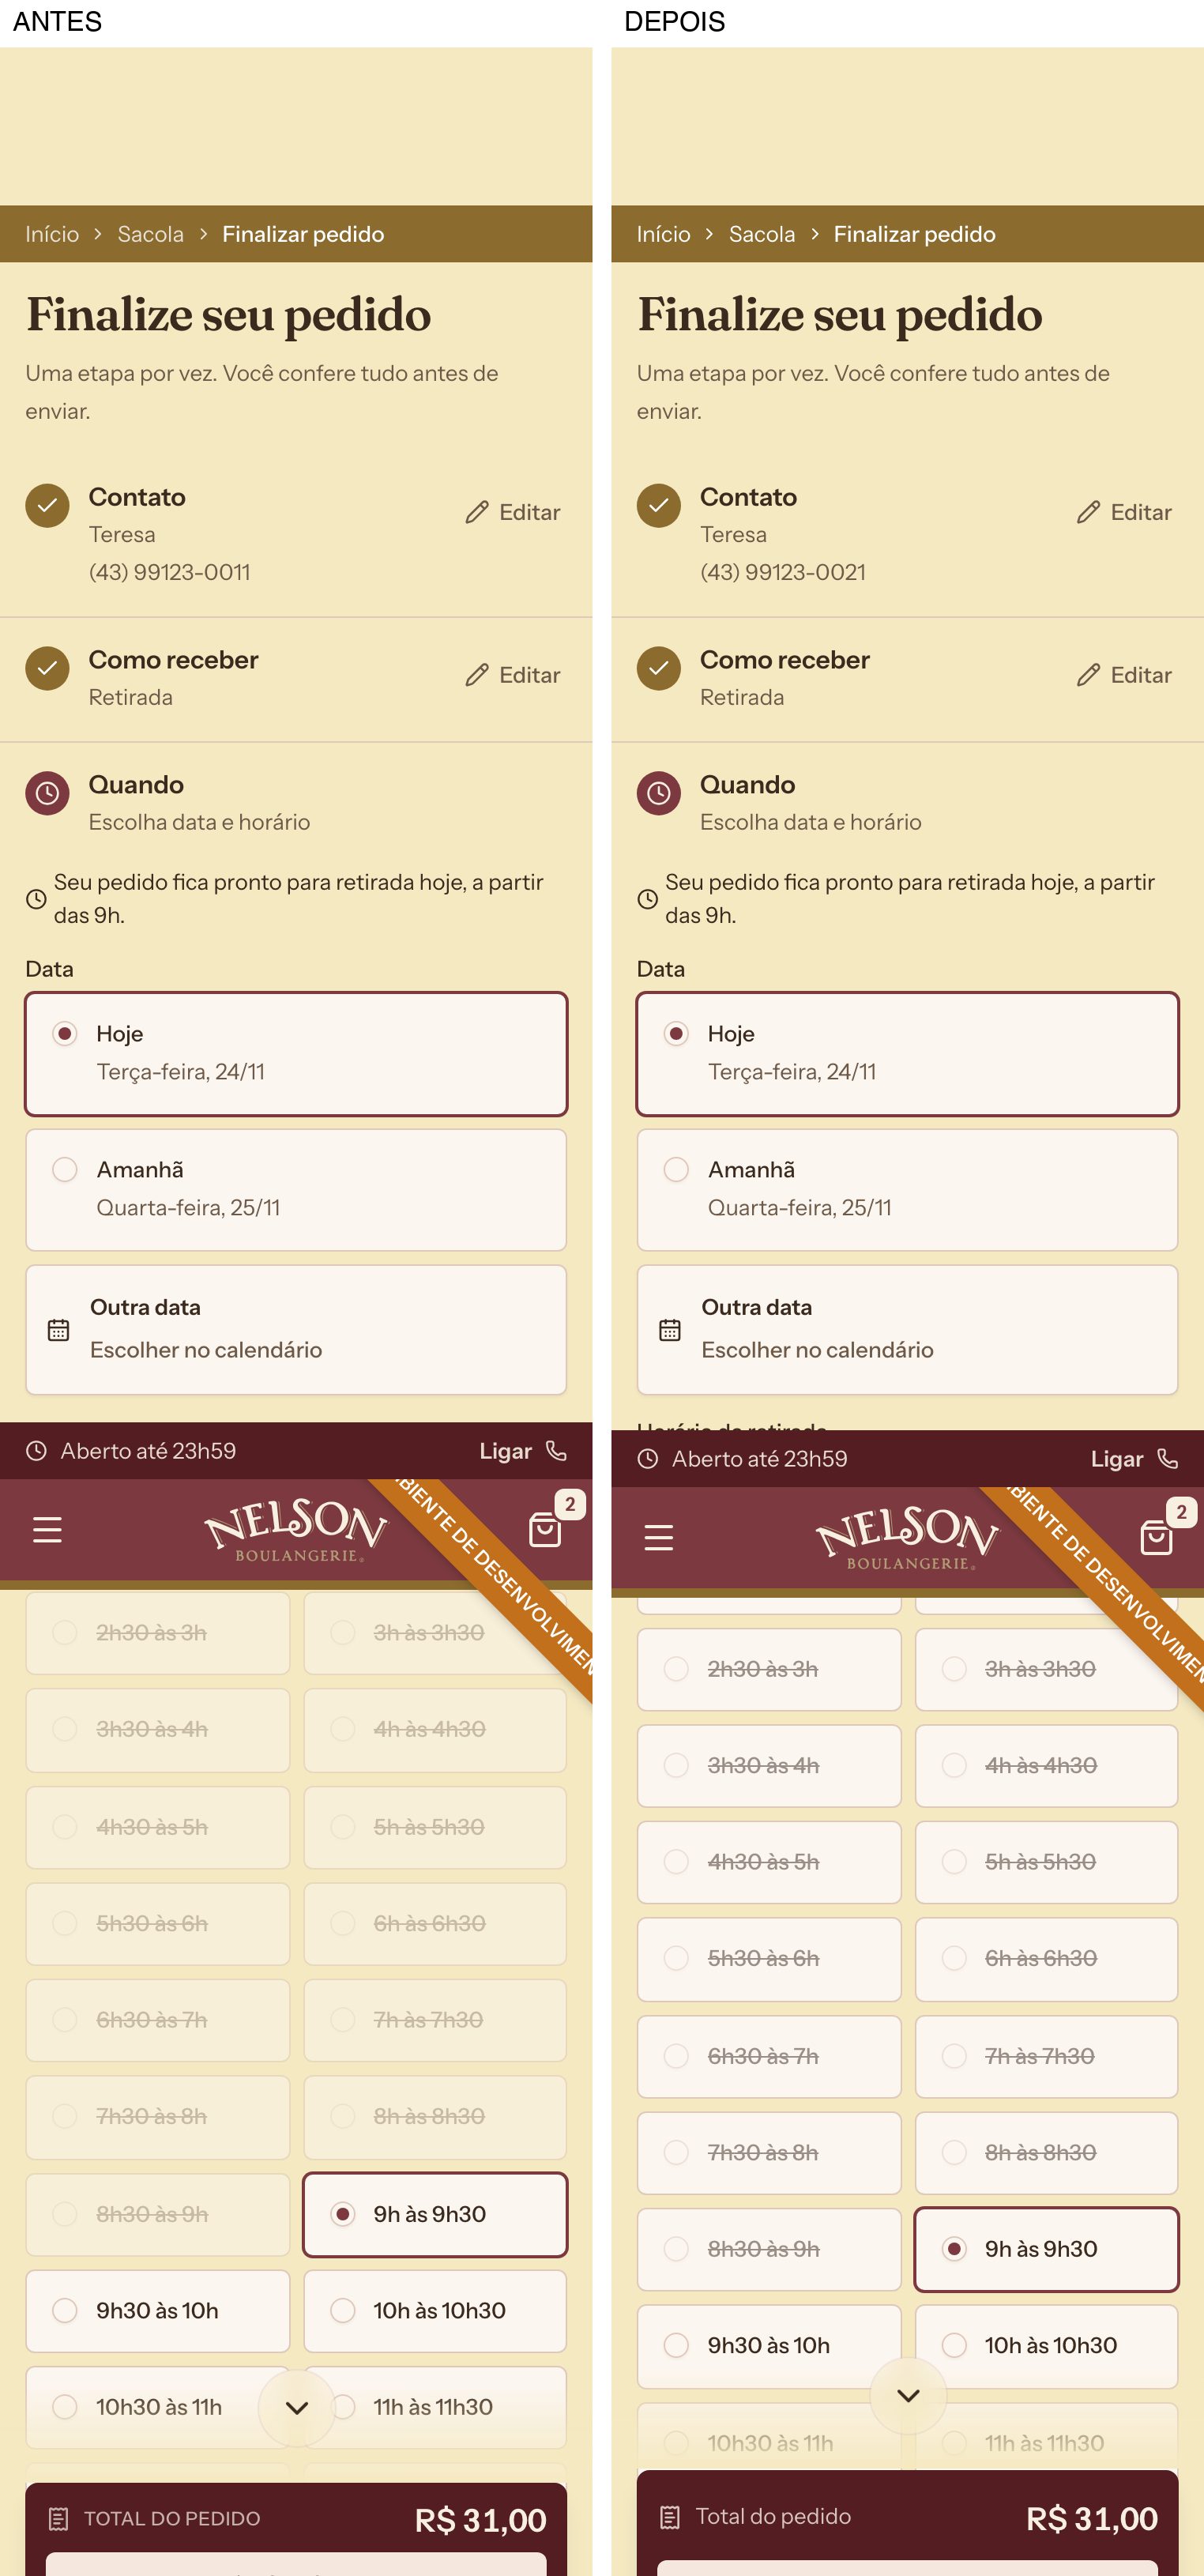 ANTES
Início > Sacola > Finalizar pedido
Finalize seu pedido
Uma etapa por vez. Você confere tudo antes de
enviar.
Contato
Editar
Teresa
(43) 99123-0011
Como receber
Editar
Retirada
Quando
Escolha data e horário
Seu pedido fica pronto para retirada hoje, a partir
das 9h.
Data
Hoje
Terça-feira, 24/11
Amanhã
Quarta-feira, 25/11
Outra data
Escolher no calendário
Aberto até 23h59 Ligar
NELSON
BOULANGERIE
2
BIENTE DE DESENVOLVIMEN
2h30 às 3h 3h às 3h30
3h30 às 4h 4h às 4h30
4h30 às 5h 5h às 5h30
5h30 às 6h 6h às 6h30
6h30 às 7h 7h às 7h30
7h30 às 8h 8h às 8h30
8h30 às 9h 9h às 9h30
9h30 às 10h 10h às 10h30
10h30 às 11h 11h às 11h30
TOTAL DO PEDIDO R$ 31,00
DEPOIS
Início > Sacola > Finalizar pedido
Finalize seu pedido
Uma etapa por vez. Você confere tudo antes de
enviar.
Contato
Editar
Teresa
(43) 99123-0021
Como receber
Editar
Retirada
Quando
Escolha data e horário
Seu pedido fica pronto para retirada hoje, a partir
das 9h.
Data
Hoje
Terça-feira, 24/11
Amanhã
Quarta-feira, 25/11
Outra data
Escolher no calendário
Horário de retirada
Aberto até 23h59 Ligar
NELSON
BOULANGERIE
2
BIENTE DE DESENVOLVIMEN
2h30 às 3h 3h às 3h30
3h30 às 4h 4h às 4h30
4h30 às 5h 5h às 5h30
5h30 às 6h 6h às 6h30
6h30 às 7h 7h às 7h30
7h30 às 8h 8h às 8h30
8h30 às 9h 9h às 9h30
9h30 às 10h 10h às 10h30
10h30 às 11h 11h às 11h30
Total do pedido R$ 31,00